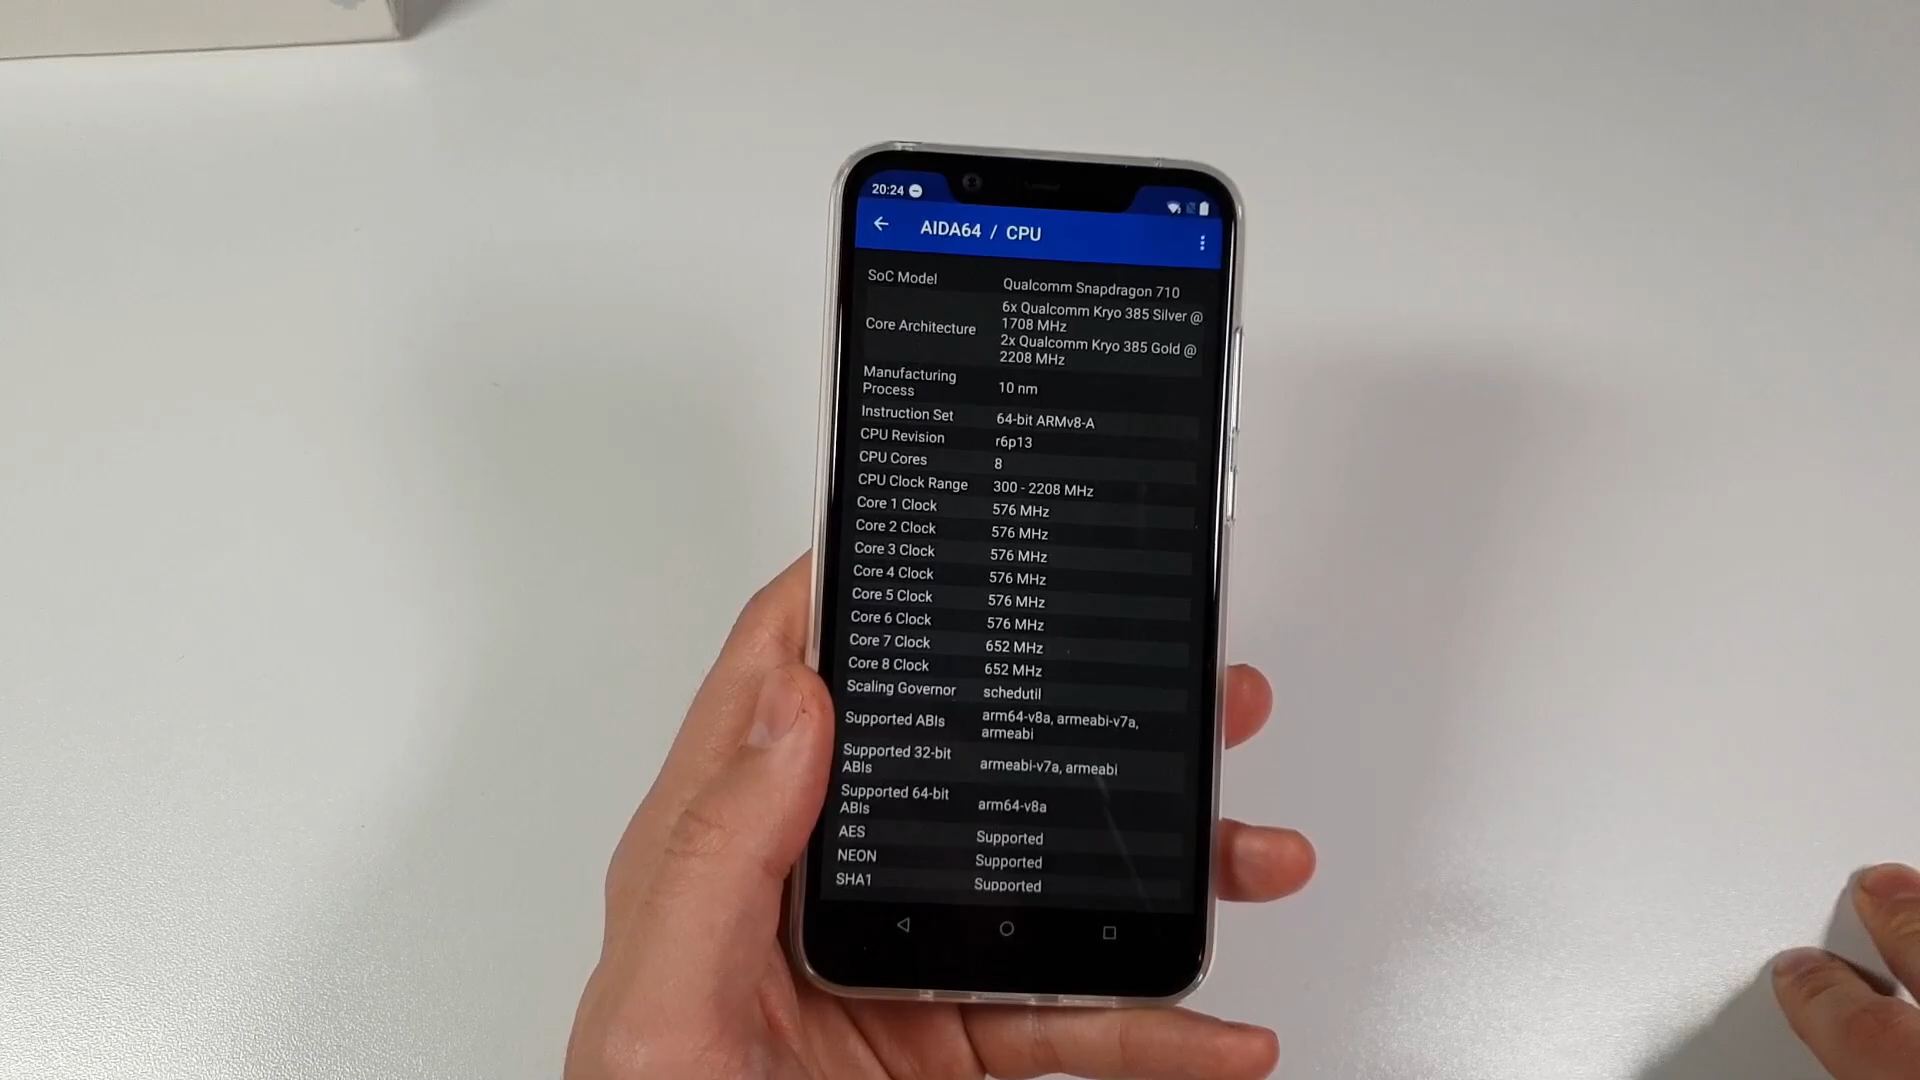 20:24
AIDA64 / CPU
SoC Model Qualcomm Snapdragon 710
Core Architecture 6x Qualcomm Kryo 385 Silver @
1708 MHz
2x Qualcomm Kryo 385 Gold @
2208 MHz
Manufacturing
Process 10 nm
Instruction Set 64-bit ARMv8-A
CPU Revision r6p13
CPU Cores 8
CPU Clock Range 300 - 2208 MHz
Core 1 Clock 576 MHz
Core 2 Clock 576 MHz
Core 3 Clock 576 MHz
Core 4 Clock 576 MHz
Core 5 Clock 576 MHz
Core 6 Clock 576 MHz
Core 7 Clock 652 MHz
Core 8 Clock 652 MHz
Scaling Governor schedutil
Supported ABIs arm64-v8a, armeabi-v7a,
armeabi
Supported 32-bit
ABIs armeabi-v7a, armeabi
Supported 64-bit
ABIs arm64-v8a
AES Supported
NEON Supported
SHA1 Supported